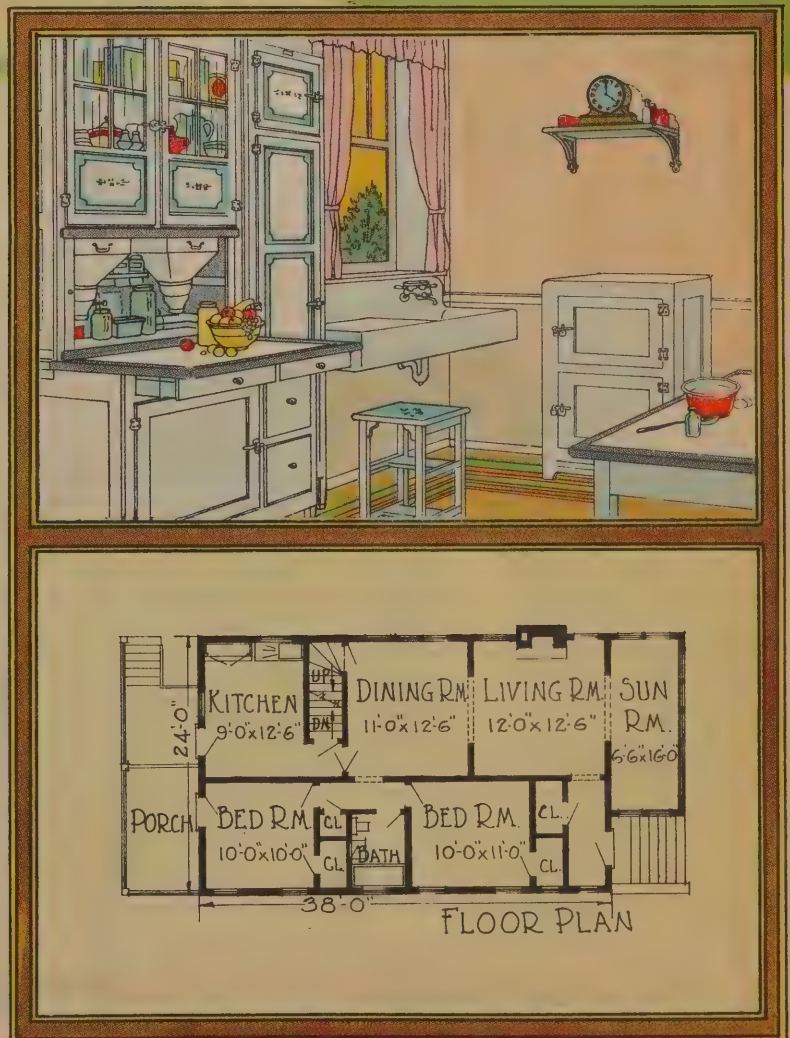 UP
DN.
KITCHEN
9'-0"x12'-6"
DINING RM.
11'-0"x12'-6"
LIVING RM.
12'-0"x12'-6"
SUN
RM.
6'-6"x16'-0"
24'-0"
PORCH
BED RM.
10'-0"x10'-0"
CL.
CL.
BATH
BED RM.
10'-0"x11'-0"
CL.
CL.
38'-0"
FLOOR PLAN